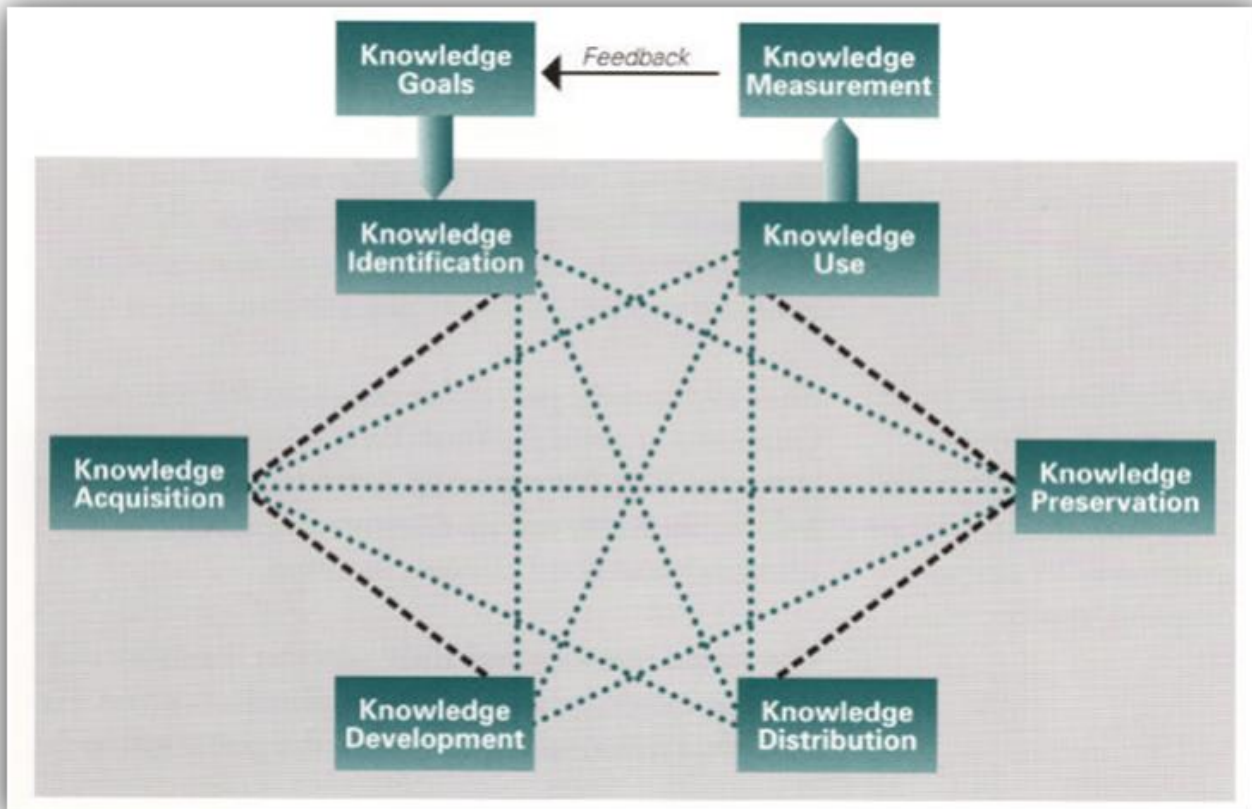 Knowledge
Goals
Feedback
Knowledge
Measurement
Knowledge
Identification
Knowledge
Use
Knowledge
Acquisition
Knowledge
Preservation
Knowledge
Development
Knowledge
Distribution